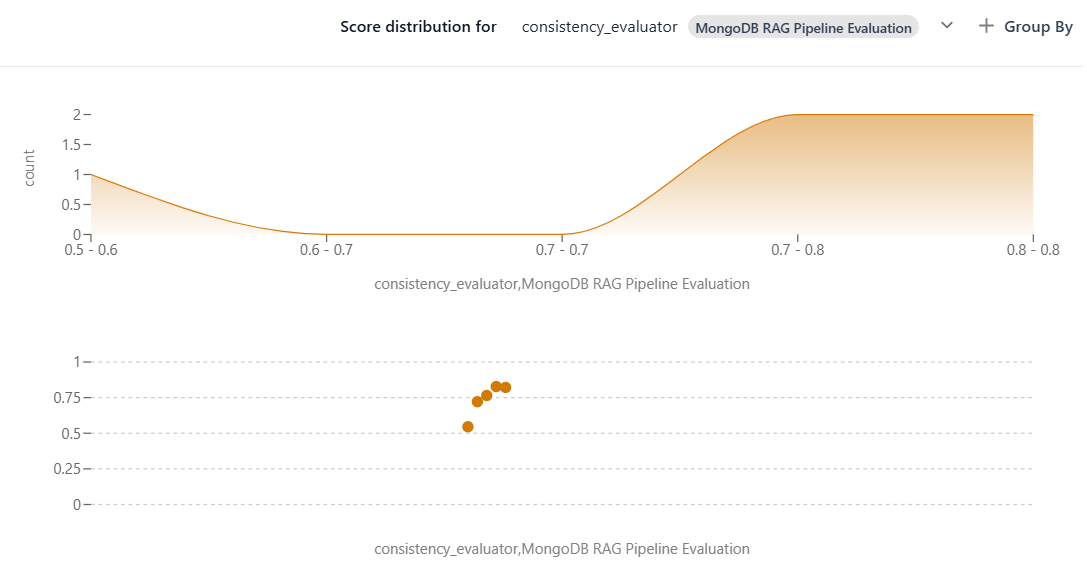 Score distribution for consistency_evaluator MongoDB RAG Pipeline Evaluation + Group By
count
2
1.5
1
0.5
0
0.5 - 0.6 0.6 - 0.7 0.7 - 0.7 0.7 - 0.8 0.8 - 0.8
consistency_evaluator,MongoDB RAG Pipeline Evaluation
1
0.75
0.5
0.25
0
consistency_evaluator,MongoDB RAG Pipeline Evaluation